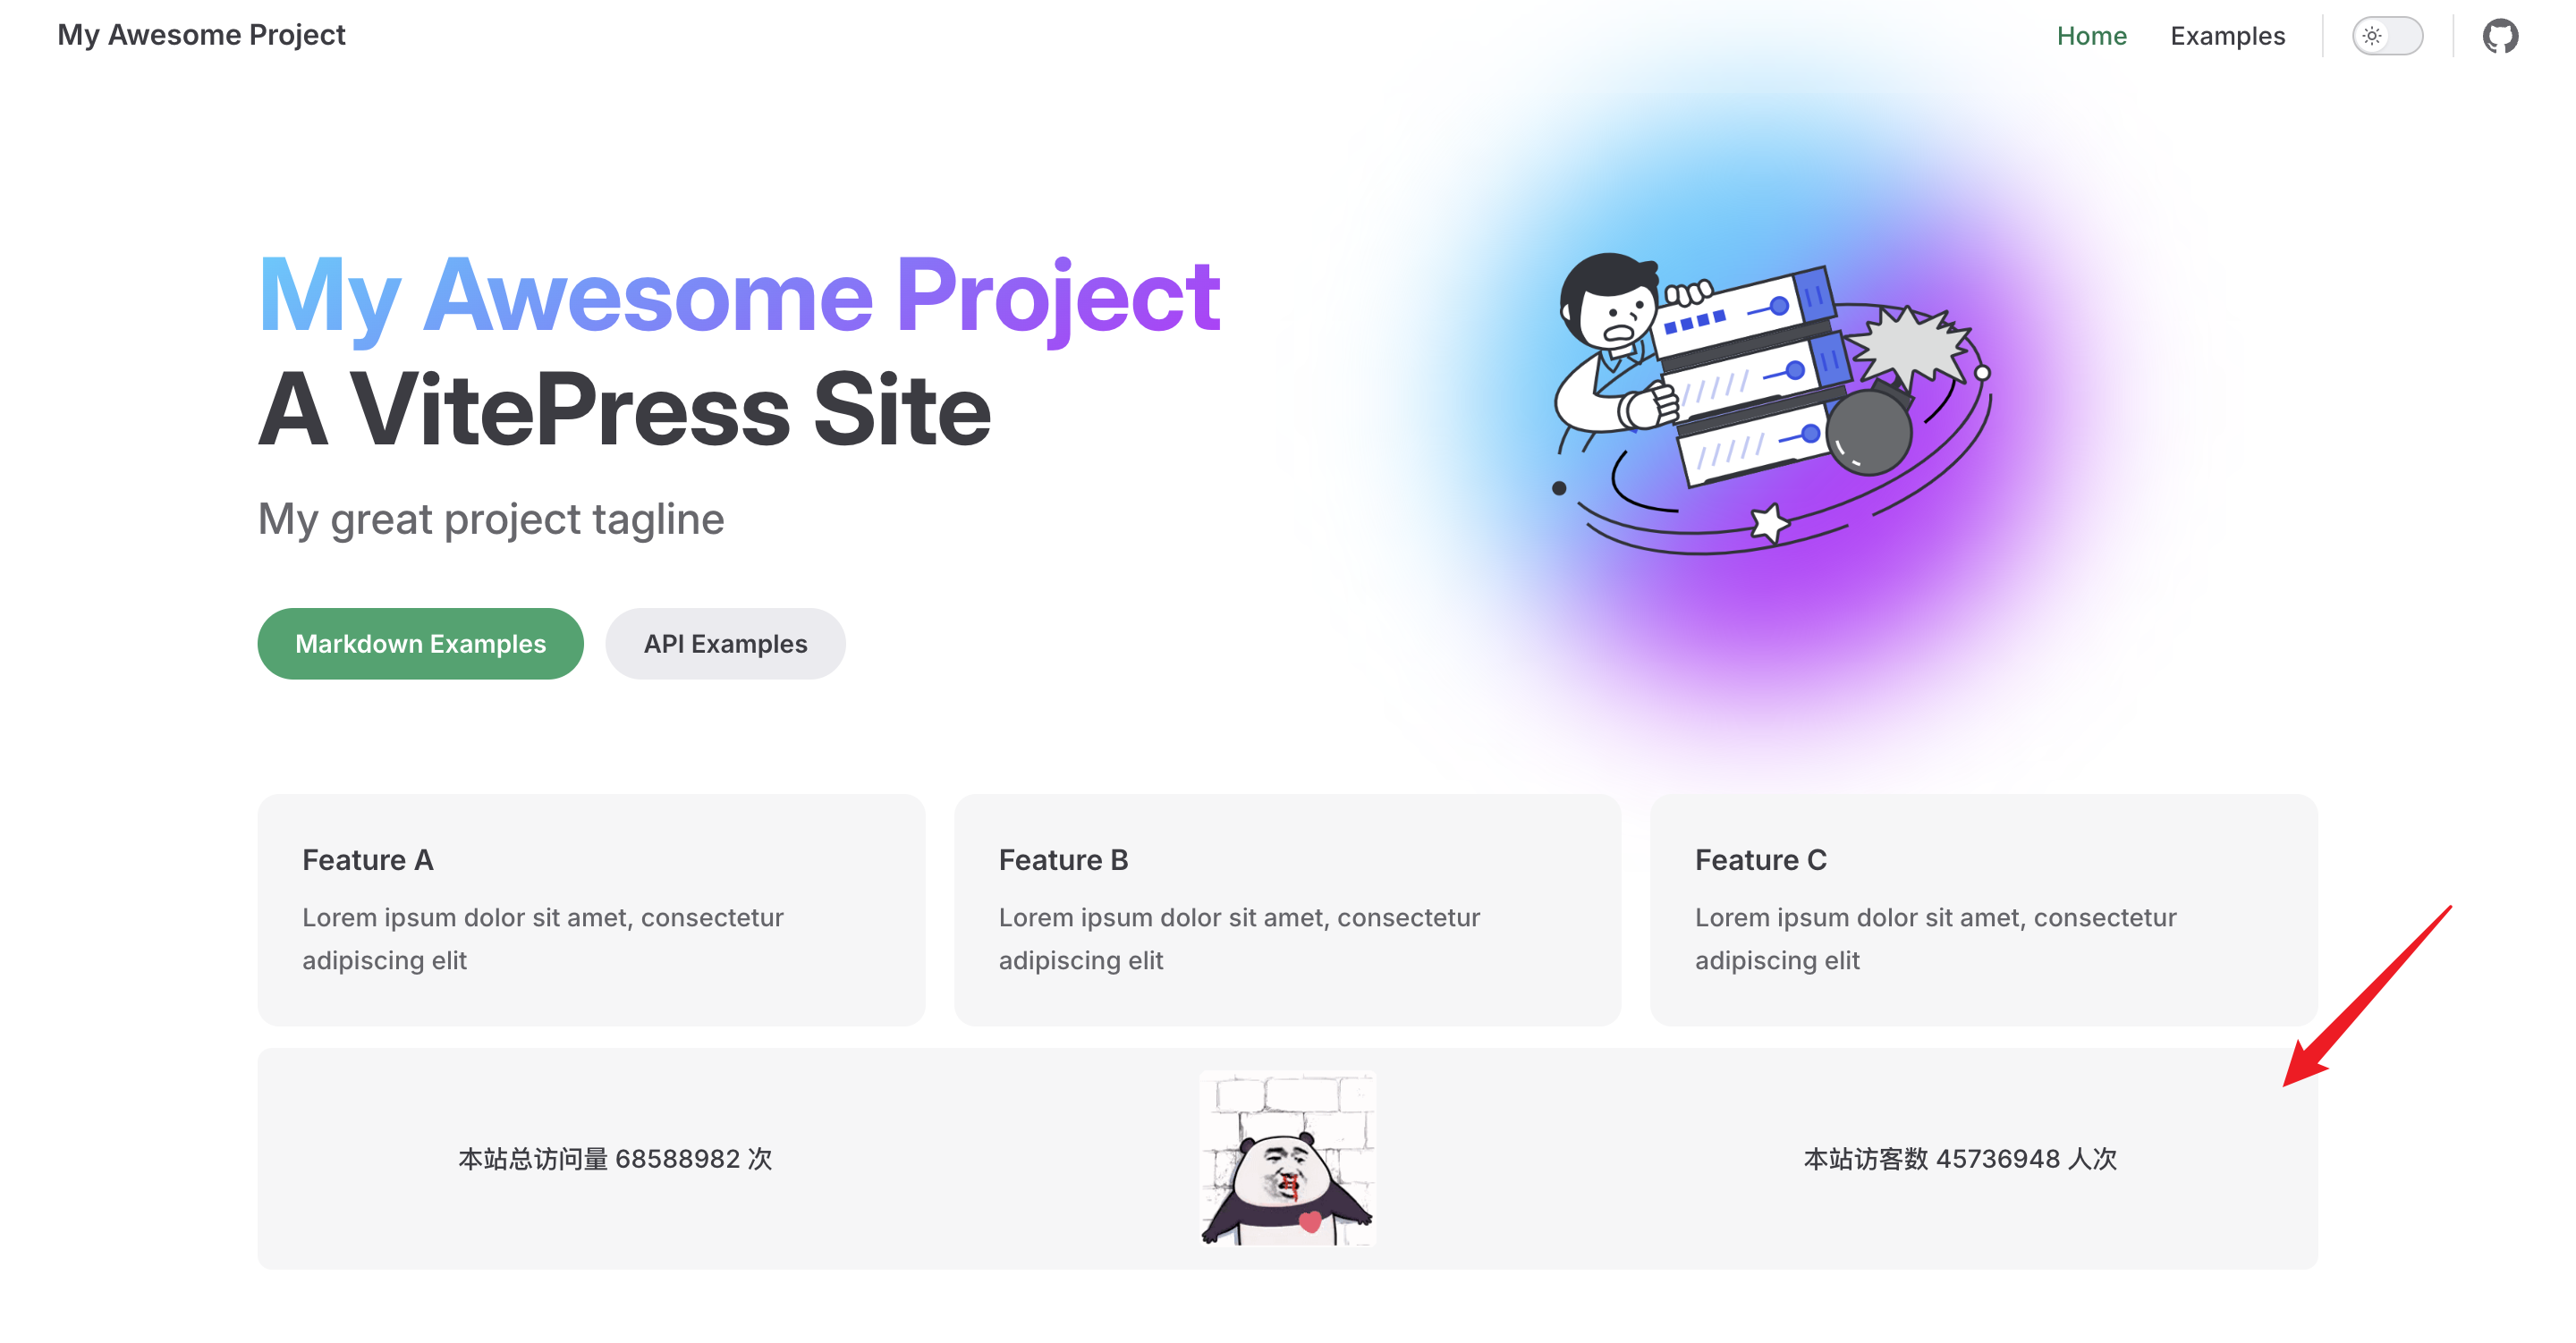 My Awesome Project
Home
Examples
My Awesome Project
A VitePress Site
My great project tagline
Markdown Examples
API Examples
Feature A
Lorem ipsum dolor sit amet, consectetur
adipiscing elit
Feature B
Lorem ipsum dolor sit amet, consectetur
adipiscing elit
Feature C
Lorem ipsum dolor sit amet, consectetur
adipiscing elit
本站总访问量 68588982 次
本站访客数 45736948 人次